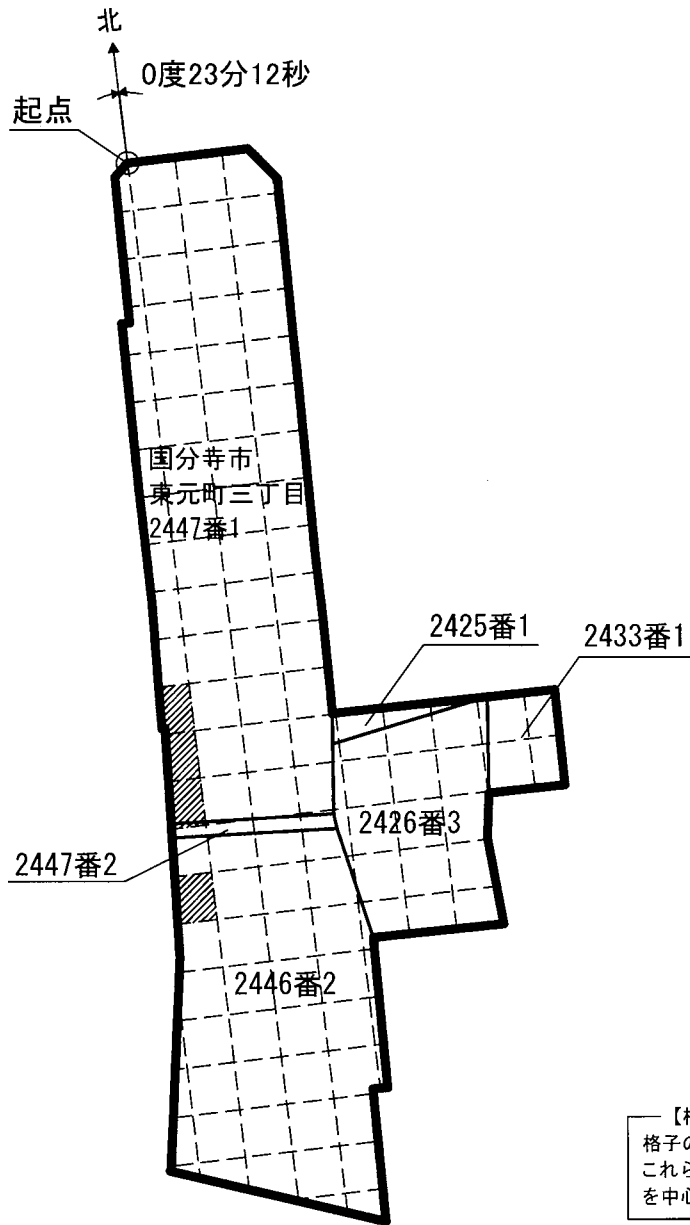 北
0度23分12秒
起点
国分寺市
東元町三丁目
2447番1
2425番1
2433番1
2426番3
2447番2
2446番2
【格
格子の
これら
を中心